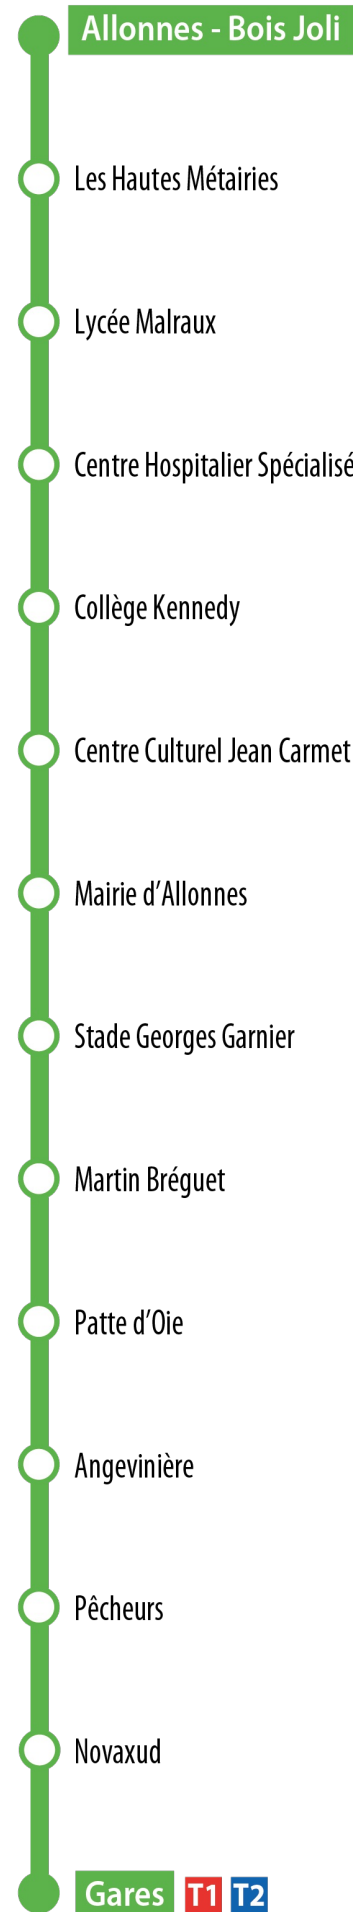 Allonnes - Bois Joli
Les Hautes Métairies
Lycée Malraux
Centre Hospitalier Spécialisé
Collège Kennedy
Centre Culturel Jean Carmet
Mairie d’Allonnes
Stade Georges Garnier
Martin Bréguet
Patte d’Oie
Angevinière
Pêcheurs
Novaxud
Gares T1 T2